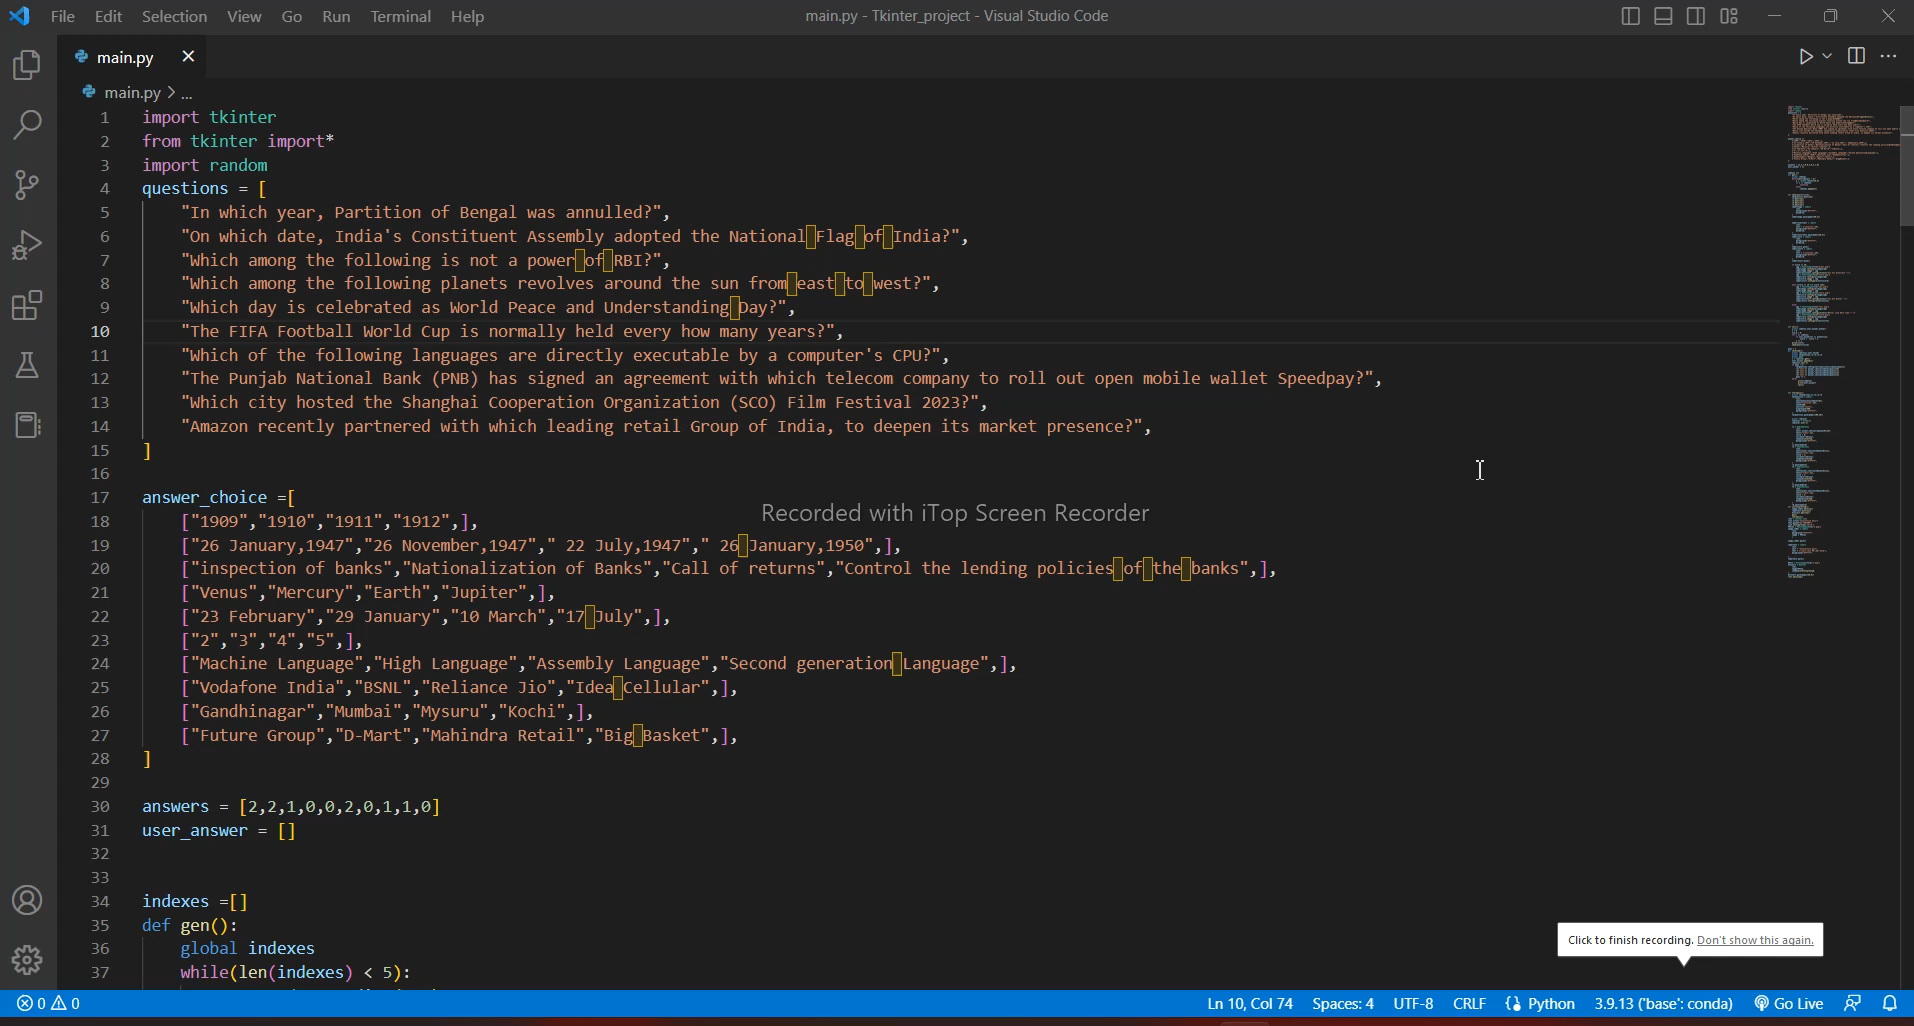 File Edit Selection View Go Run Terminal Help
main.py - Tkinter_project - Visual Studio Code
main.py
main.py > ...
1 import tkinter
2 from tkinter import*
3 import random
4 questions = [
5 "In which year, Partition of Bengal was annulled?",
6 "On which date, India's Constituent Assembly adopted the National Flag of India?",
7 "Which among the following is not a power of RBI?",
8 "Which among the following planets revolves around the sun from east to west?",
9 "Which day is celebrated as World Peace and Understanding Day?",
10 "The FIFA Football World Cup is normally held every how many years?",
11 "Which of the following languages are directly executable by a computer's CPU?",
12 "The Punjab National Bank (PNB) has signed an agreement with which telecom company to roll out open mobile wallet Speedpay?",
13 "Which city hosted the Shanghai Cooperation Organization (SCO) Film Festival 2023?",
14 "Amazon recently partnered with which leading retail Group of India, to deepen its market presence?",
15 ]
16
17 answer_choice =[
18 ["1909","1910","1911","1912",],
19 ["26 January,1947","26 November,1947"," 22 July,1947"," 26 January,1950",],
20 ["inspection of banks","Nationalization of Banks","Call of returns","Control the lending policies of the banks",],
21 ["Venus","Mercury","Earth","Jupiter",],
22 ["23 February","29 January","10 March","17 July",],
23 ["2","3","4","5",],
24 ["Machine Language","High Language","Assembly Language","Second generation Language",],
25 ["Vodafone India","BSNL","Reliance Jio","Idea Cellular",],
26 ["Gandhinagar","Mumbai","Mysuru","Kochi",],
27 ["Future Group","D-Mart","Mahindra Retail","Big Basket",],
28 ]
29
30 answers = [2,2,1,0,0,2,0,1,1,0]
31 user_answer = []
32
33
34 indexes =[]
35 def gen():
36 global indexes
37 while(len(indexes) < 5):
Recorded with iTop Screen Recorder
Click to finish recording. Don't show this again.
0 0 Ln 10, Col 74 Spaces: 4 UTF-8 CRLF Python 3.9.13 ('base': conda) Go Live